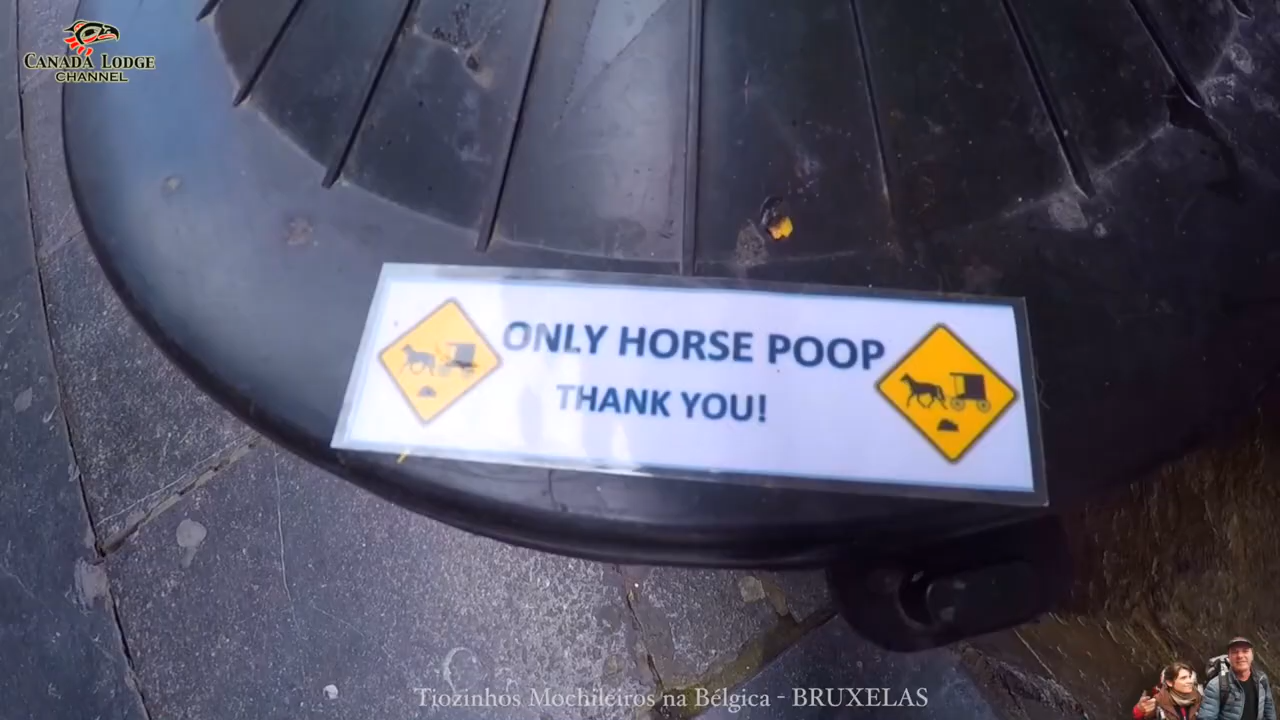 CANADA LODGE
CHANNEL
ONLY HORSE POOP
THANK YOU!
Tiozinhos Mochileiros na Bélgica - BRUXELAS